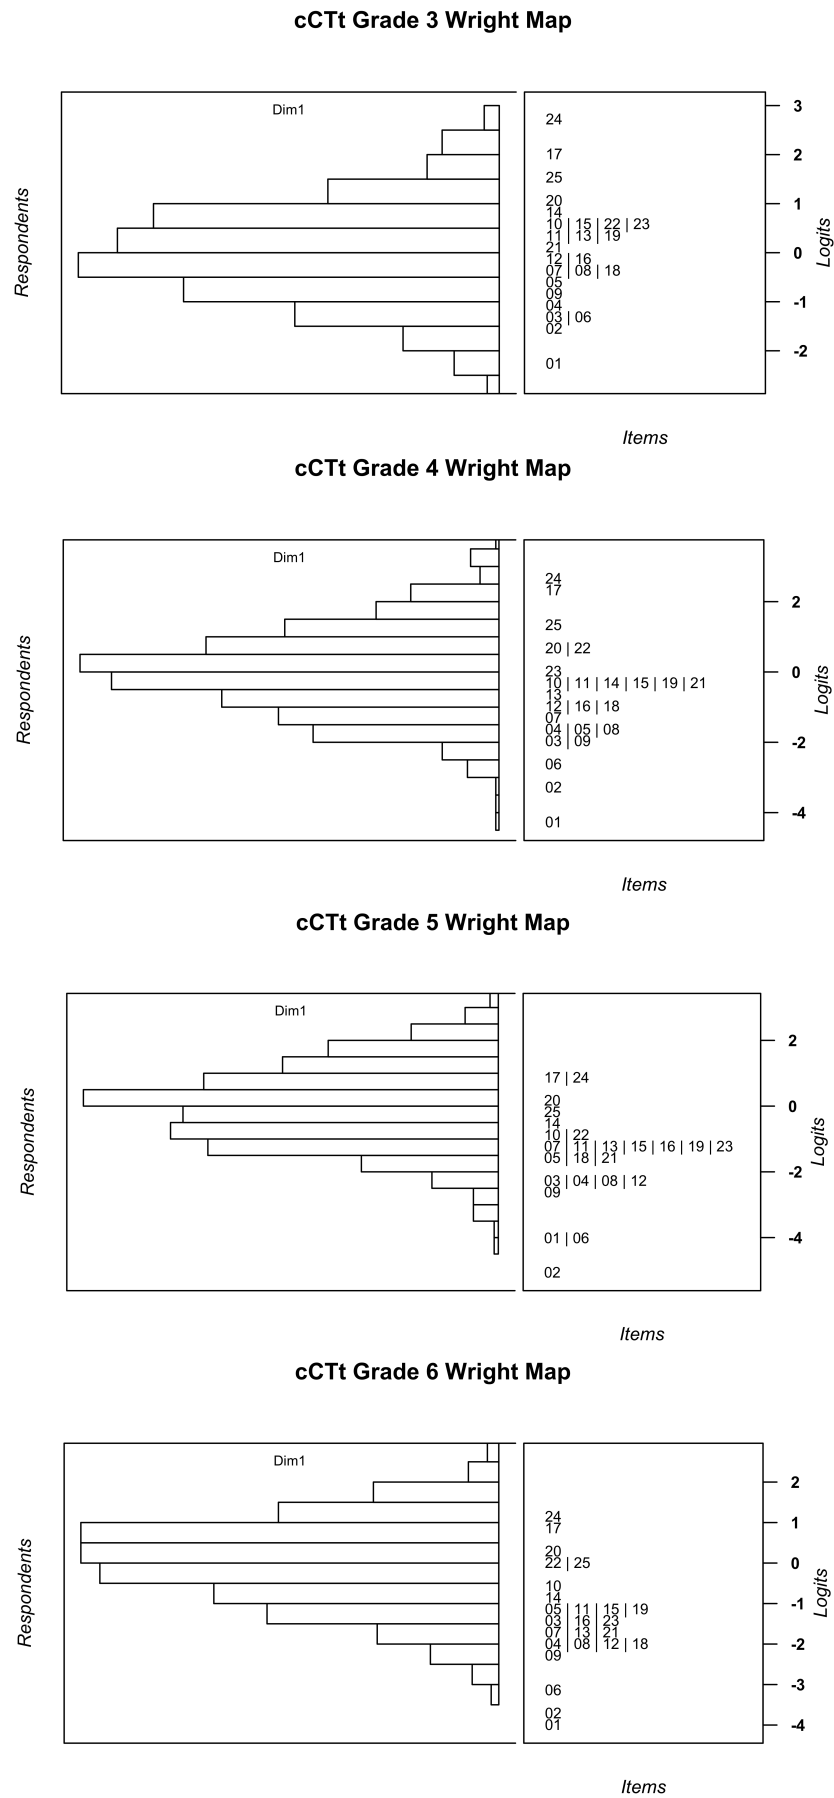 cCTt Grade 3 Wright Map
Dim1
Respondents
24
17
25
20
14
10 | 15 | 22 | 23
11 | 13 | 19
21
12 | 16
07 | 08 | 18
05
09
04
03 | 06
02
01
3
2
1
0
-1
-2
Logits
Items
cCTt Grade 4 Wright Map
Dim1
Respondents
24
17
25
20 | 22
23
10 | 11 | 14 | 15 | 19 | 21
13
12 | 16 | 18
07
04 | 05 | 08
03 | 09
06
02
01
2
0
-2
-4
Logits
Items
cCTt Grade 5 Wright Map
Dim1
Respondents
17 | 24
20
25
14
10 | 22
07 | 11 | 13 | 15 | 16 | 19 | 23
05 | 18 | 21
03 | 04 | 08 | 12
09
01 | 06
02
2
0
-2
-4
Logits
Items
cCTt Grade 6 Wright Map
Dim1
Respondents
24
17
20
22 | 25
10
14
05 | 11 | 15 | 19
03 | 16 | 23
07 | 13 | 21
04 | 08 | 12 | 18
09
06
02
01
2
1
0
-1
-2
-3
-4
Logits
Items